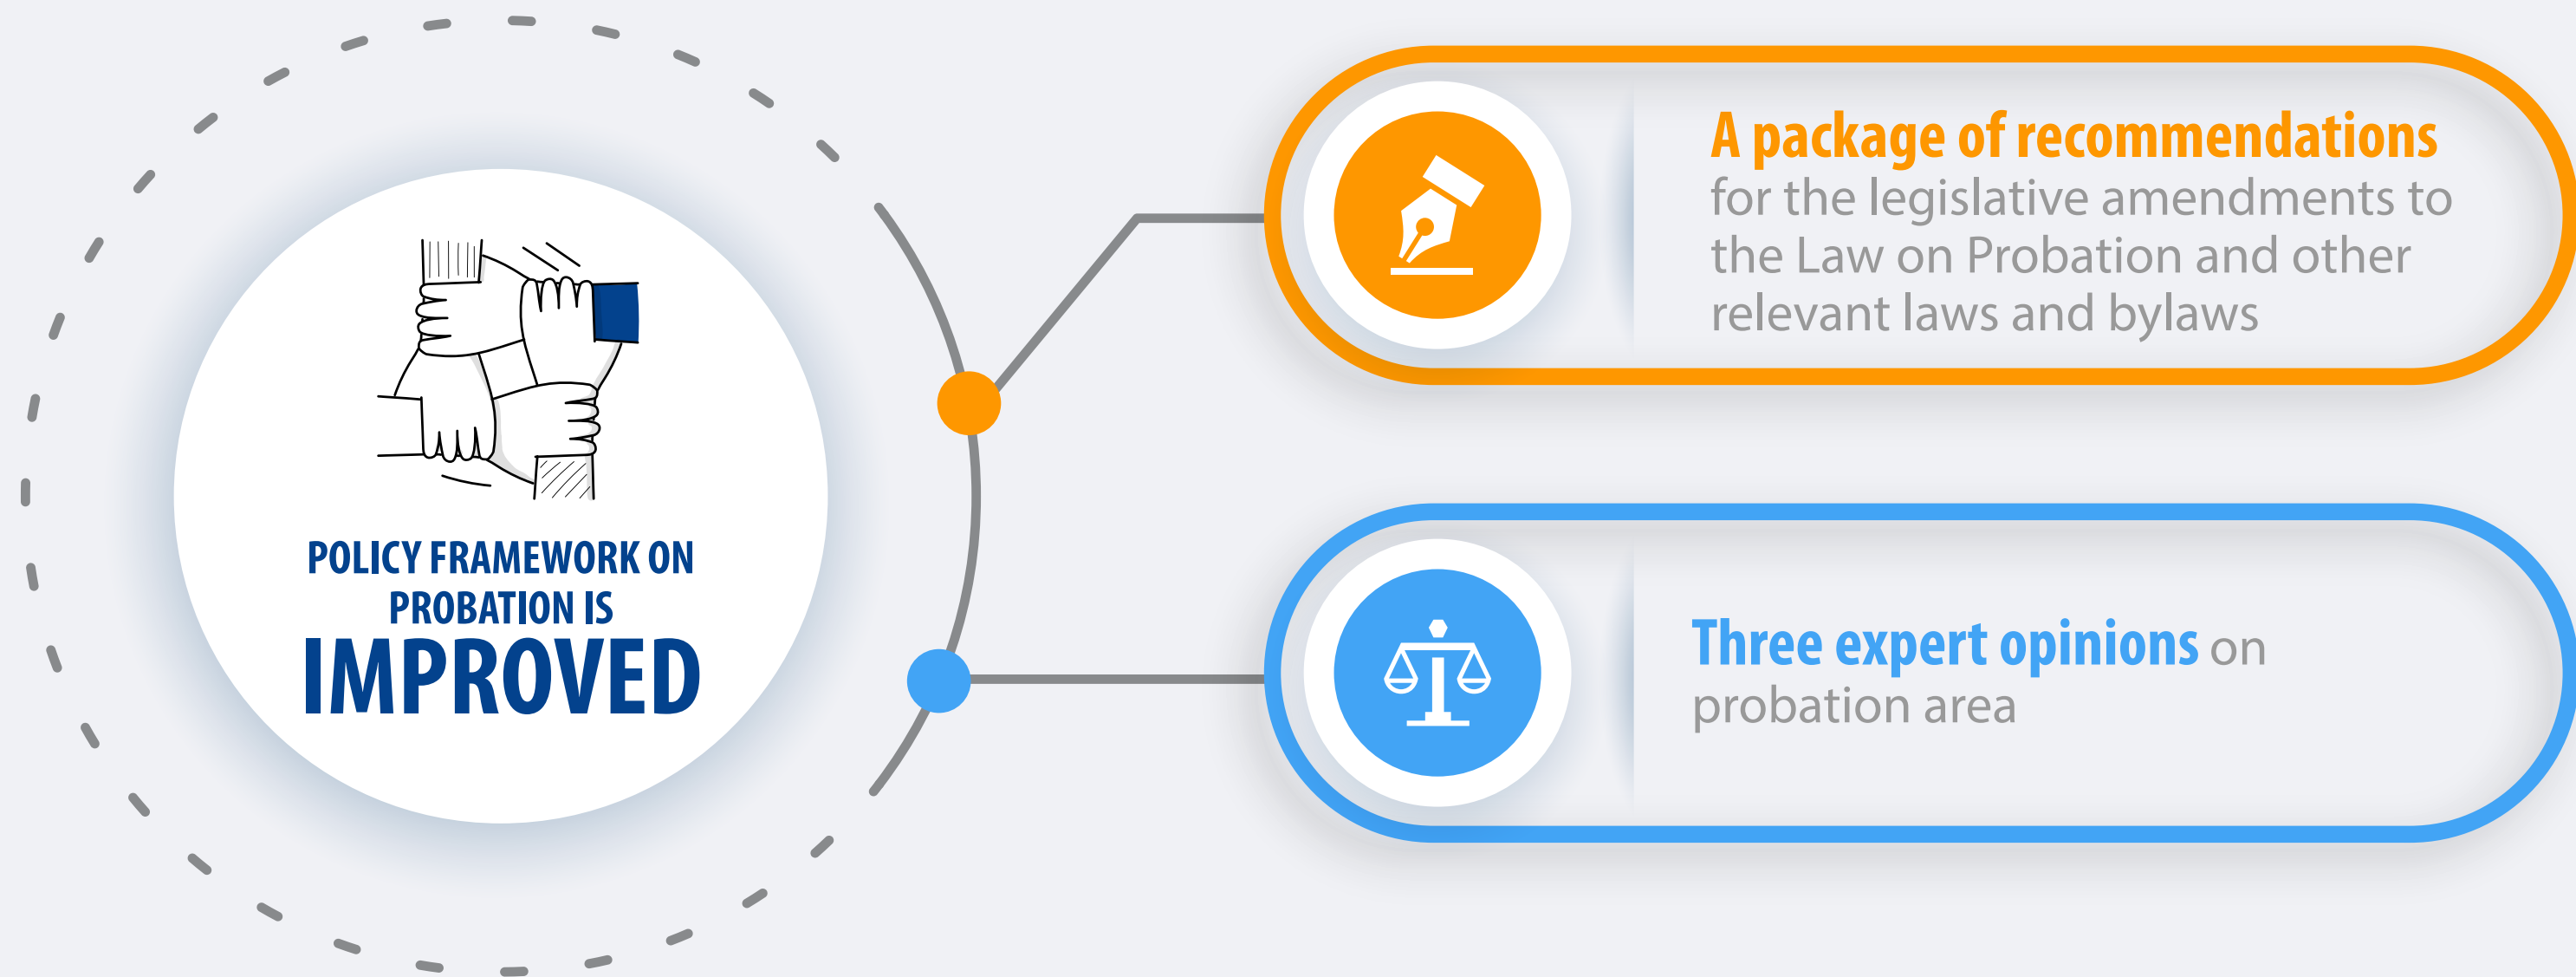 POLICY FRAMEWORK ON
PROBATION IS
IMPROVED
A package of recommendations
for the legislative amendments to
the Law on Probation and other
relevant laws and bylaws
Three expert opinions on
probation area